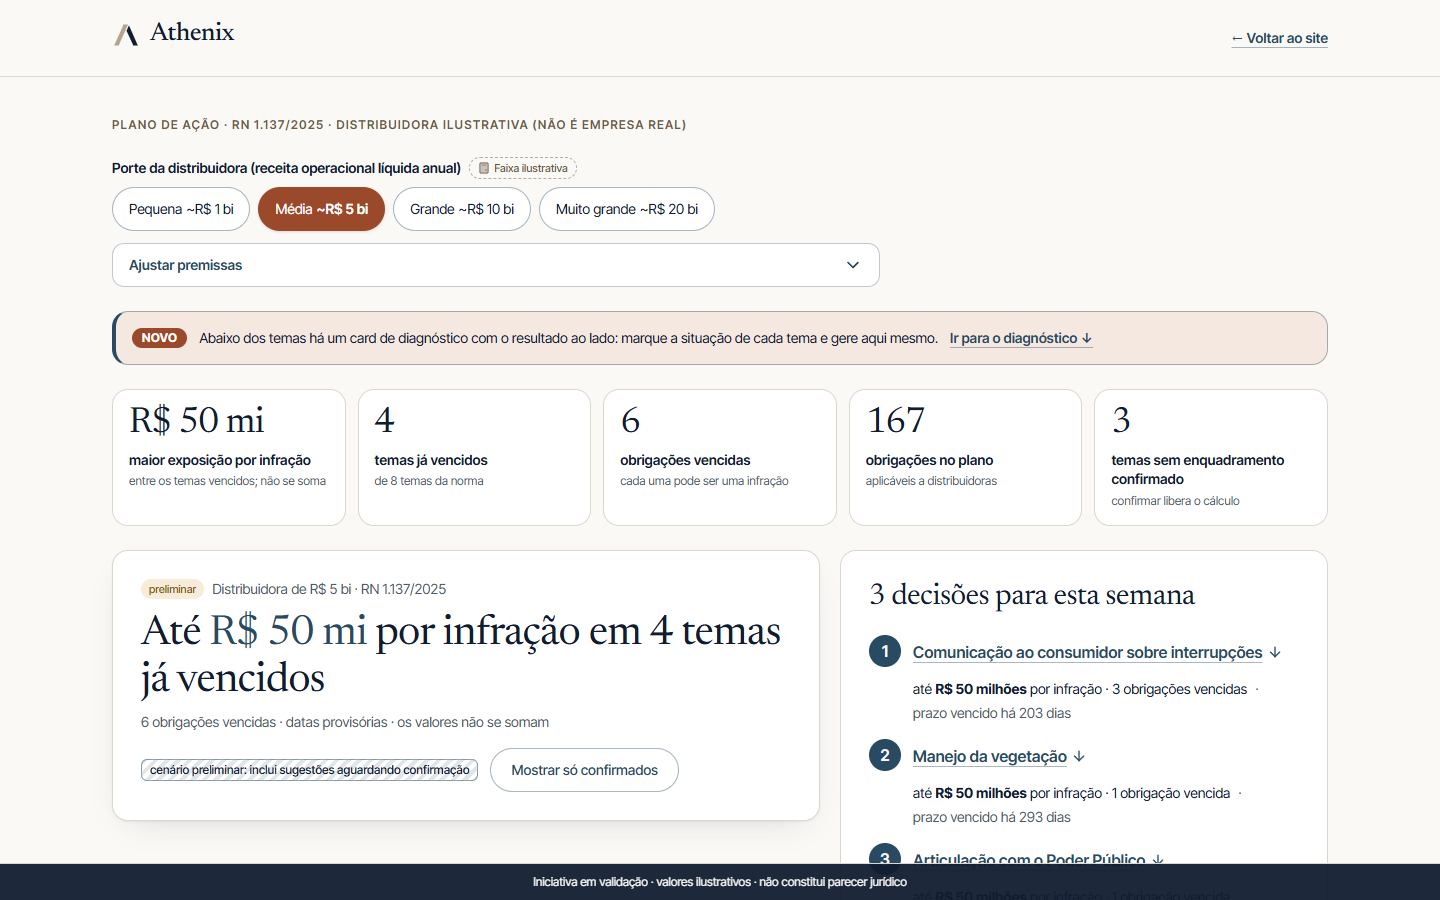 Athenix
← Voltar ao site
PLANO DE AÇÃO · RN 1.137/2025 · DISTRIBUIDORA ILUSTRATIVA (NÃO É EMPRESA REAL)
Porte da distribuidora (receita operacional líquida anual)
Faixa ilustrativa
Pequena ~R$ 1 bi
Média ~R$ 5 bi
Grande ~R$ 10 bi
Muito grande ~R$ 20 bi
Ajustar premissas
NOVO Abaixo dos temas há um card de diagnóstico com o resultado ao lado: marque a situação de cada tema e gere aqui mesmo. Ir para o diagnóstico ↓
R$ 50 mi
maior exposição por infração
entre os temas vencidos; não se soma
4
temas já vencidos
de 8 temas da norma
6
obrigações vencidas
cada uma pode ser uma infração
167
obrigações no plano
aplicáveis a distribuidoras
3
temas sem enquadramento
confirmado
confirmar libera o cálculo
preliminar Distribuidora de R$ 5 bi · RN 1.137/2025
Até R$ 50 mi por infração em 4 temas
já vencidos
6 obrigações vencidas · datas provisórias · os valores não se somam
cenário preliminar: inclui sugestões aguardando confirmação
Mostrar só confirmados
3 decisões para esta semana
1 Comunicação ao consumidor sobre interrupções ↓
até R$ 50 milhões por infração · 3 obrigações vencidas ·
prazo vencido há 203 dias
2 Manejo da vegetação ↓
até R$ 50 milhões por infração · 1 obrigação vencida ·
prazo vencido há 293 dias
3 Articulação com o Poder Público ↓
até R$ 50 milhões por infração · 1 obrigação vencida
Iniciativa em validação · valores ilustrativos · não constitui parecer jurídico